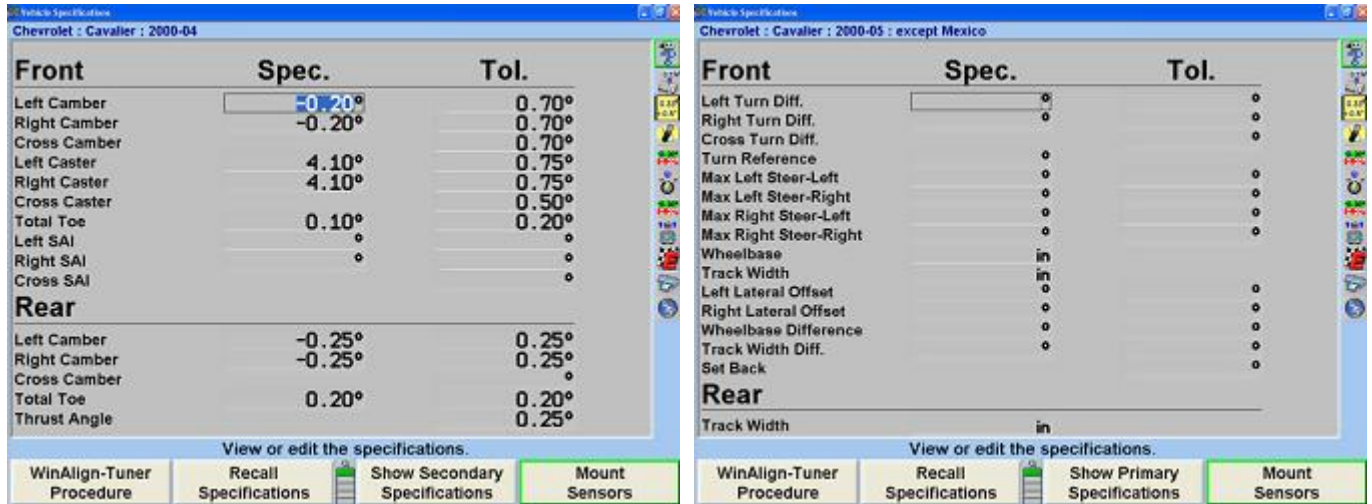 Vehicle Specifications
Chevrolet : Cavalier : 2000-04
Front Spec. Tol.
Left Camber -0.20° 0.70°
Right Camber -0.20° 0.70°
Cross Camber 0.70°
Left Caster 4.10° 0.75°
Right Caster 4.10° 0.75°
Cross Caster 0.50°
Total Toe 0.10° 0.20°
Left SAI ° °
Right SAI ° °
Cross SAI °
Rear
Left Camber -0.25° 0.25°
Right Camber -0.25° 0.25°
Cross Camber °
Total Toe 0.20° 0.20°
Thrust Angle 0.25°
View or edit the specifications.
WinAlign-Tuner Procedure Recall Specifications Show Secondary Specifications Mount Sensors
Vehicle Specifications
Chevrolet : Cavalier : 2000-05 : except Mexico
Front Spec. Tol.
Left Turn Diff. ° °
Right Turn Diff. ° °
Cross Turn Diff. °
Turn Reference °
Max Left Steer-Left ° °
Max Left Steer-Right ° °
Max Right Steer-Left ° °
Max Right Steer-Right ° °
Wheelbase in
Track Width in
Left Lateral Offset ° °
Right Lateral Offset ° °
Wheelbase Difference ° °
Track Width Diff. ° °
Set Back °
Rear
Track Width in
View or edit the specifications.
WinAlign-Tuner Procedure Recall Specifications Show Primary Specifications Mount Sensors